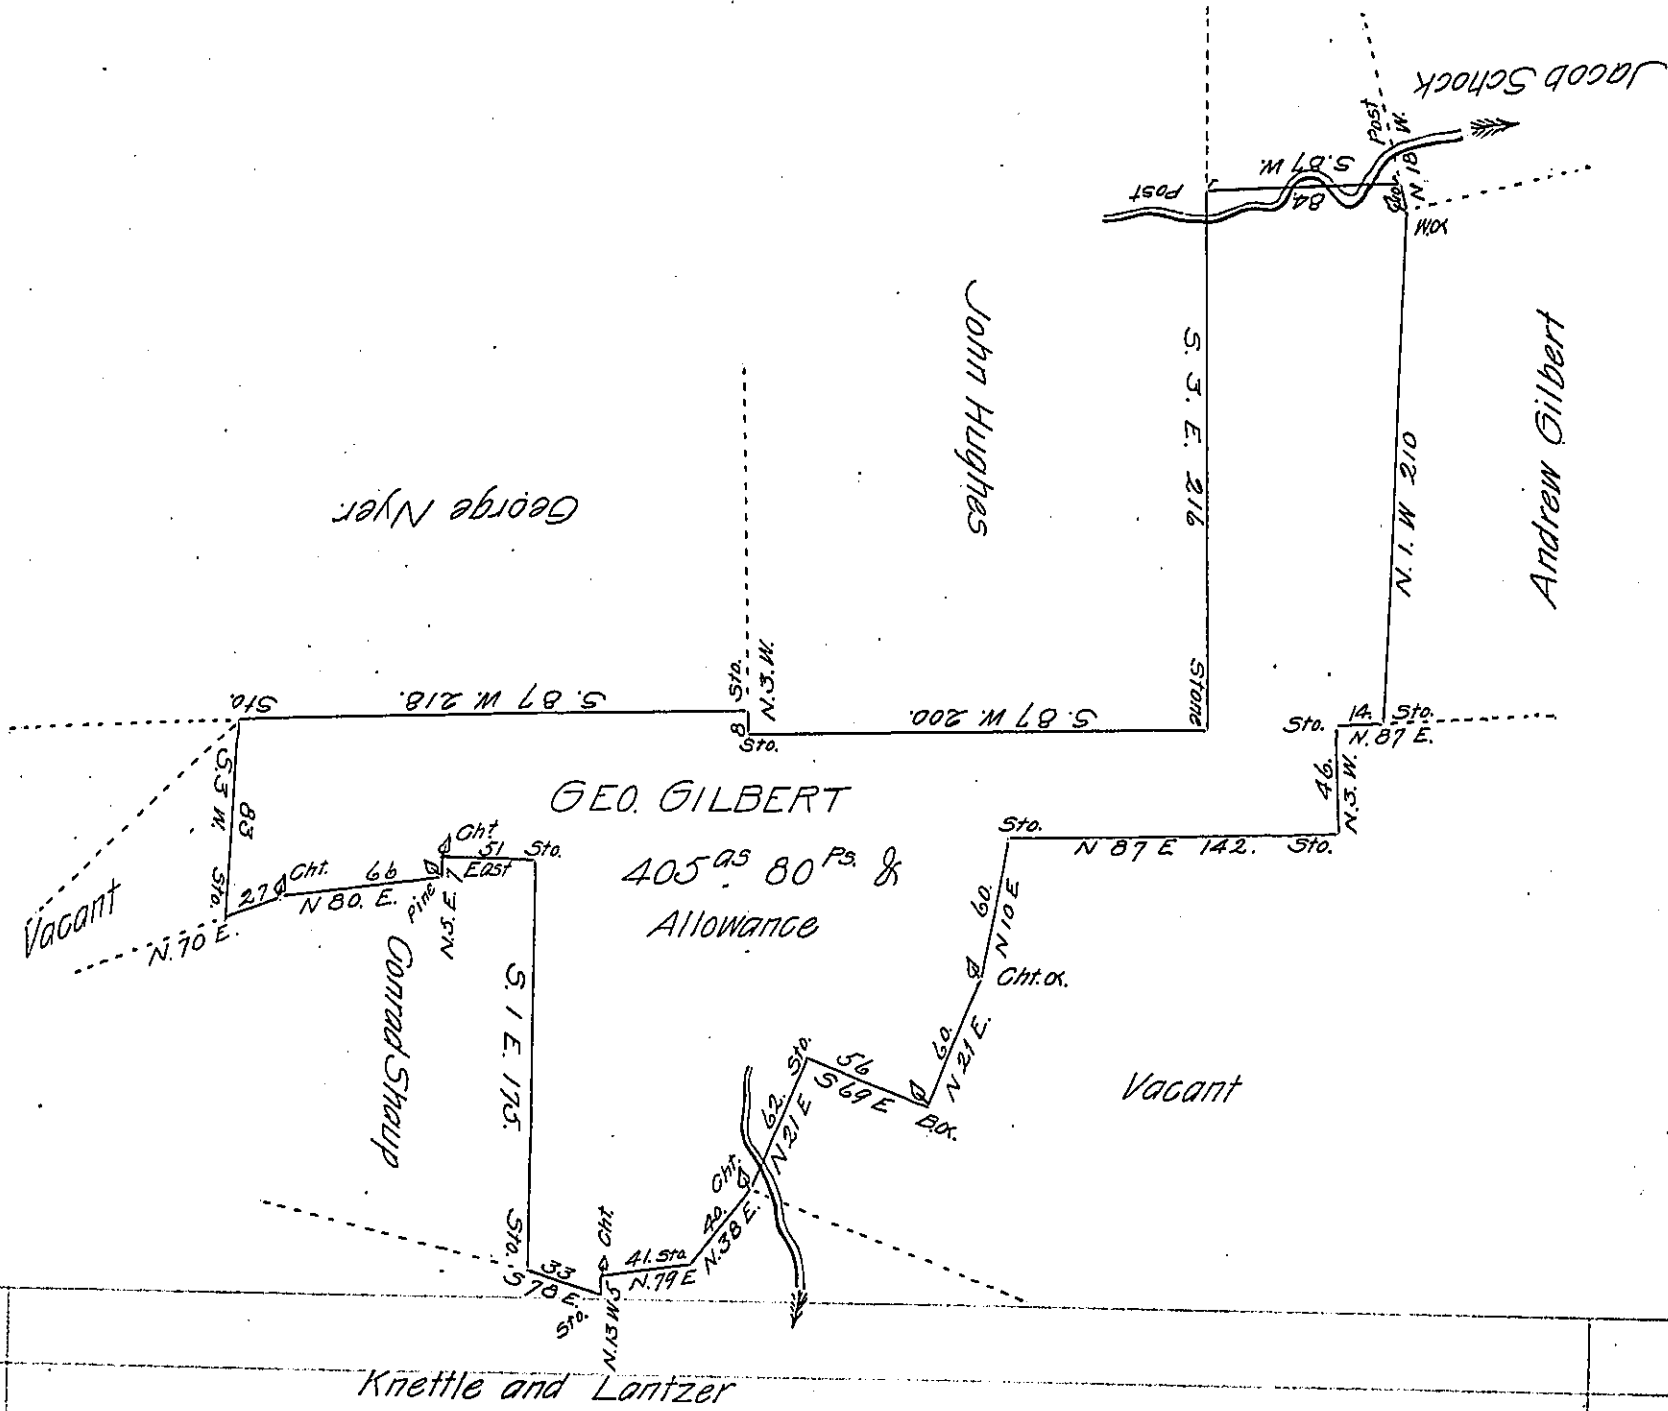 Jacob Schock
Post
N 18 W.
S. 87 W.
84
Post
W.O.
John Hughes
S. 3. E. 216
Andrew Gilbert
N. 1. W 210
George Nyer.
Sto.
S. 87 W. 218.
Sto.
N.3.W.
8
Sto.
S. 87 W. 200.
Stone
Sto.
14.
Sto.
N. 87 E.
46.
N.3.W.
S.3 W.
83
Sto.
GEO. GILBERT
405 as 80 Ps. &
Allowance
Cht.
51
East
Sto.
Sto.
N 87 E 142.
Sto.
27
Cht.
66
N 80. E.
Pine
7
N.5.E.
Vacant
N. 70 E.
Conrad Shaup
S. 1 E. 175.
60.
N 10 E
Cht.o.
60.
N 21 E.
Sto.
56
S 69 E
B.o.
Vacant
62.
N 21 E
Cht.
40.
N. 38 E.
Sto.
33
S 78 E.
Sto.
Cht.
5
N.13 W
41. Sto
N. 79 E
Knettle and Lantzer